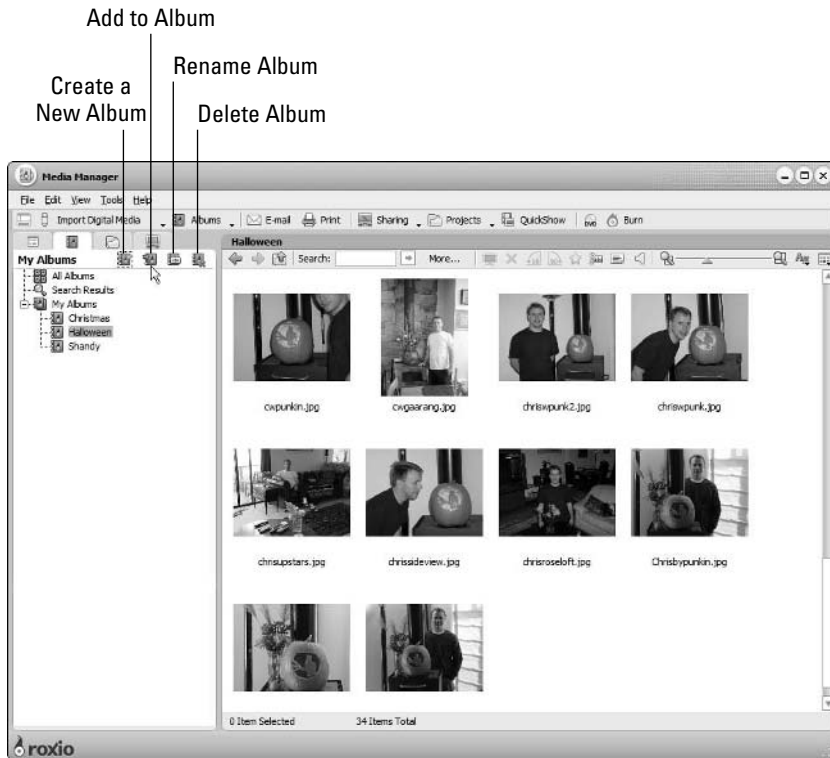 Add to Album
Create a
New Album
Rename Album
Delete Album
Media Manager
File Edit View Tools Help
Import Digital Media Albums E-mail Print Sharing Projects QuickShow DVD Burn
My Albums
All Albums
Search Results
My Albums
Christmas
Halloween
Shandy
Halloween
Search: More...
cwpunkin.jpg cwgaarang.jpg chriswpunk2.jpg chriswpunk.jpg
chrisupstars.jpg chrissideview.jpg chrisroseloft.jpg Chrisbypunkin.jpg
0 Item Selected 34 Items Total
roxio